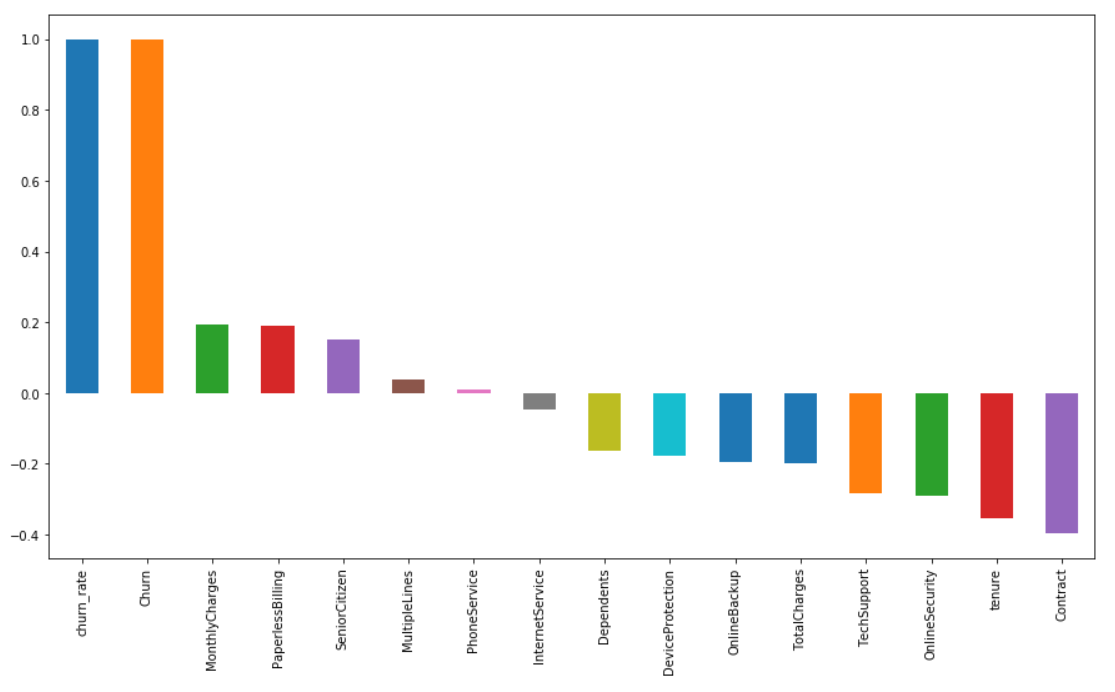 1.0
0.8
0.6
0.4
0.2
0.0
−0.2
−0.4
churn_rate
Churn
MonthlyCharges
PaperlessBilling
SeniorCitizen
MultipleLines
PhoneService
InternetService
Dependents
DeviceProtection
OnlineBackup
TotalCharges
TechSupport
OnlineSecurity
tenure
Contract